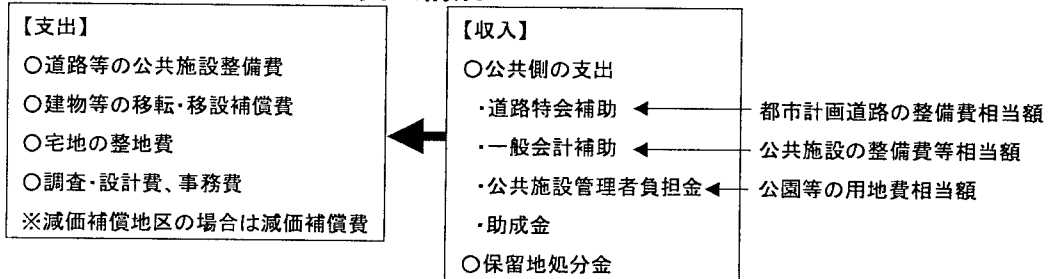 【支出】
○道路等の公共施設整備費
○建物等の移転・移設補償費
○宅地の整地費
○調査・設計費、事務費
※減価補償地区の場合は減価補償費
【収入】
○公共側の支出
・道路特会補助
・一般会計補助
・公共施設管理者負担金
・助成金
○保留地処分金
都市計画道路の整備費相当額
公共施設の整備費等相当額
公園等の用地費相当額